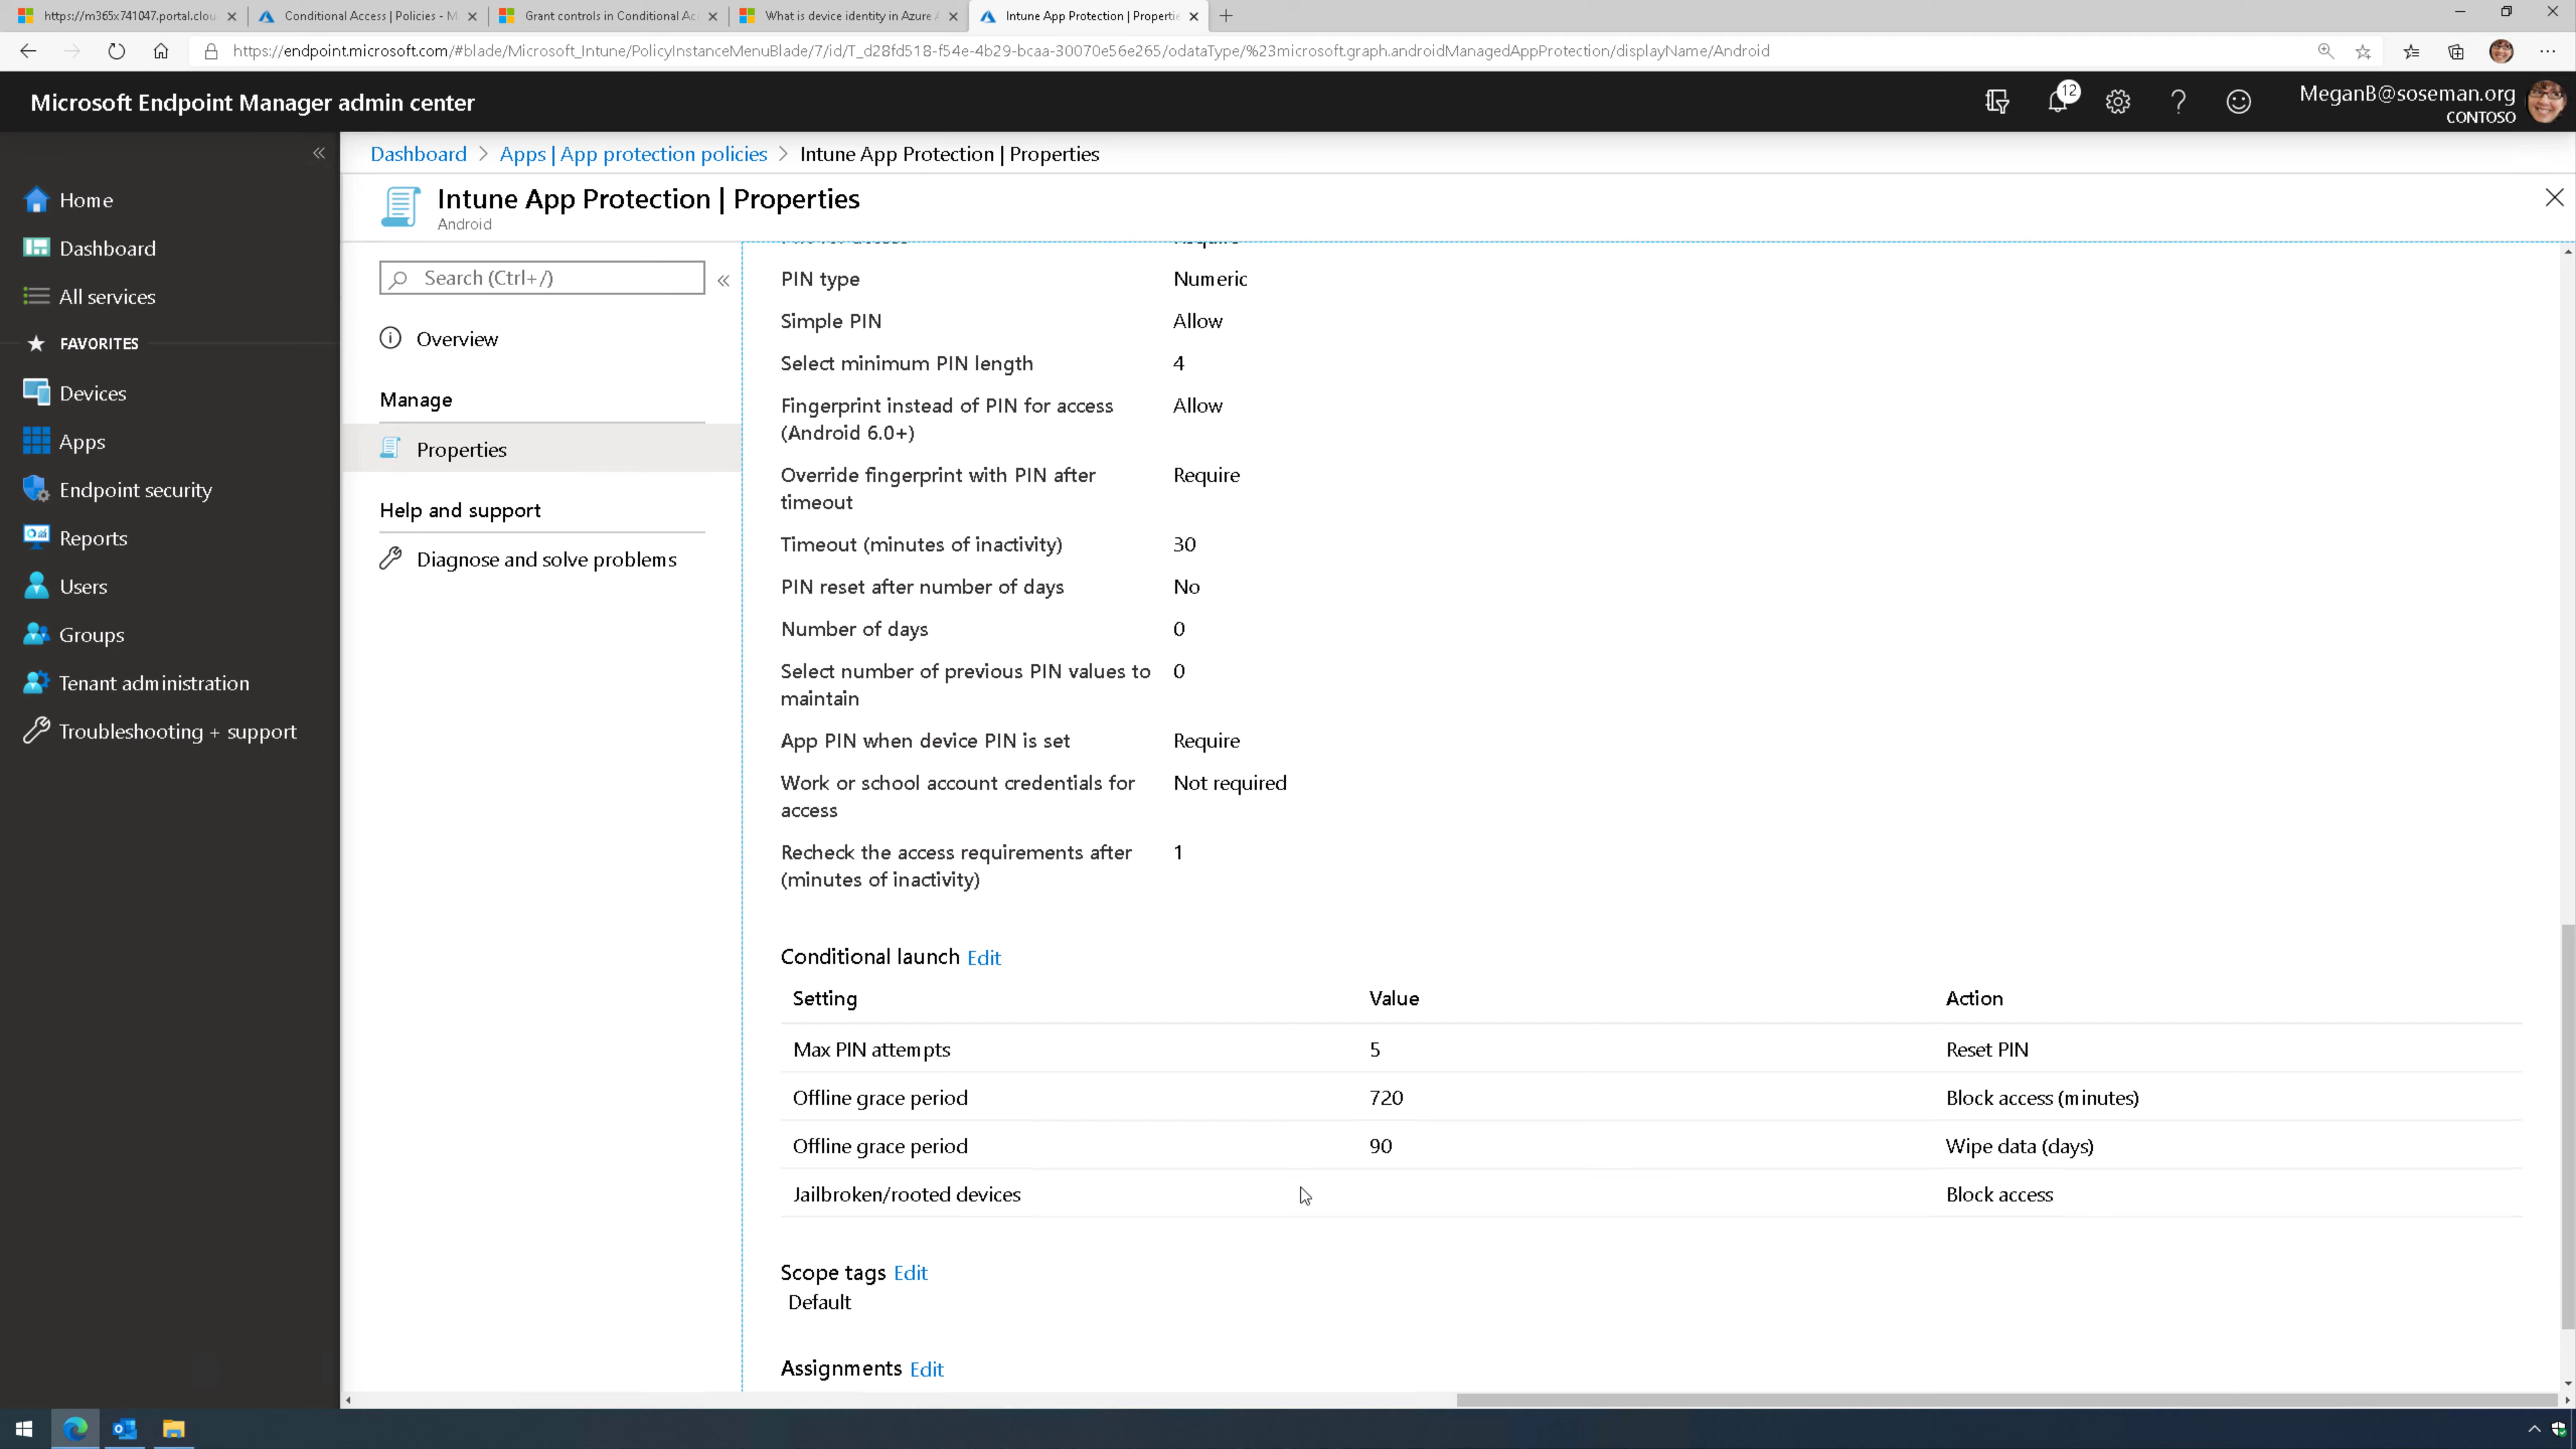 https://m365x741047.portal.clou
Conditional Access | Policies - M
Grant controls in Conditional Ac
What is device identity in Azure A
Intune App Protection | Propertie
https://endpoint.microsoft.com/#blade/Microsoft_Intune/PolicyInstanceMenuBlade/7/id/T_d28fd518-f54e-4b29-bcaa-30070e56e265/odataType/%23microsoft.graph.androidManagedAppProtection/displayName/Android
Microsoft Endpoint Manager admin center
12
MeganB@soseman.org
CONTOSO
Dashboard > Apps | App protection policies > Intune App Protection | Properties
Intune App Protection | Properties
Android
Home
Dashboard
All services
FAVORITES
Devices
Apps
Endpoint security
Reports
Users
Groups
Tenant administration
Troubleshooting + support
Search (Ctrl+/)
Overview
Manage
Properties
Help and support
Diagnose and solve problems
PIN type Numeric
Simple PIN Allow
Select minimum PIN length 4
Fingerprint instead of PIN for access Allow
(Android 6.0+)
Override fingerprint with PIN after Require
timeout
Timeout (minutes of inactivity) 30
PIN reset after number of days No
Number of days 0
Select number of previous PIN values to 0
maintain
App PIN when device PIN is set Require
Work or school account credentials for Not required
access
Recheck the access requirements after 1
(minutes of inactivity)
Conditional launch Edit
Setting Value Action
Max PIN attempts 5 Reset PIN
Offline grace period 720 Block access (minutes)
Offline grace period 90 Wipe data (days)
Jailbroken/rooted devices Block access
Scope tags Edit
Default
Assignments Edit